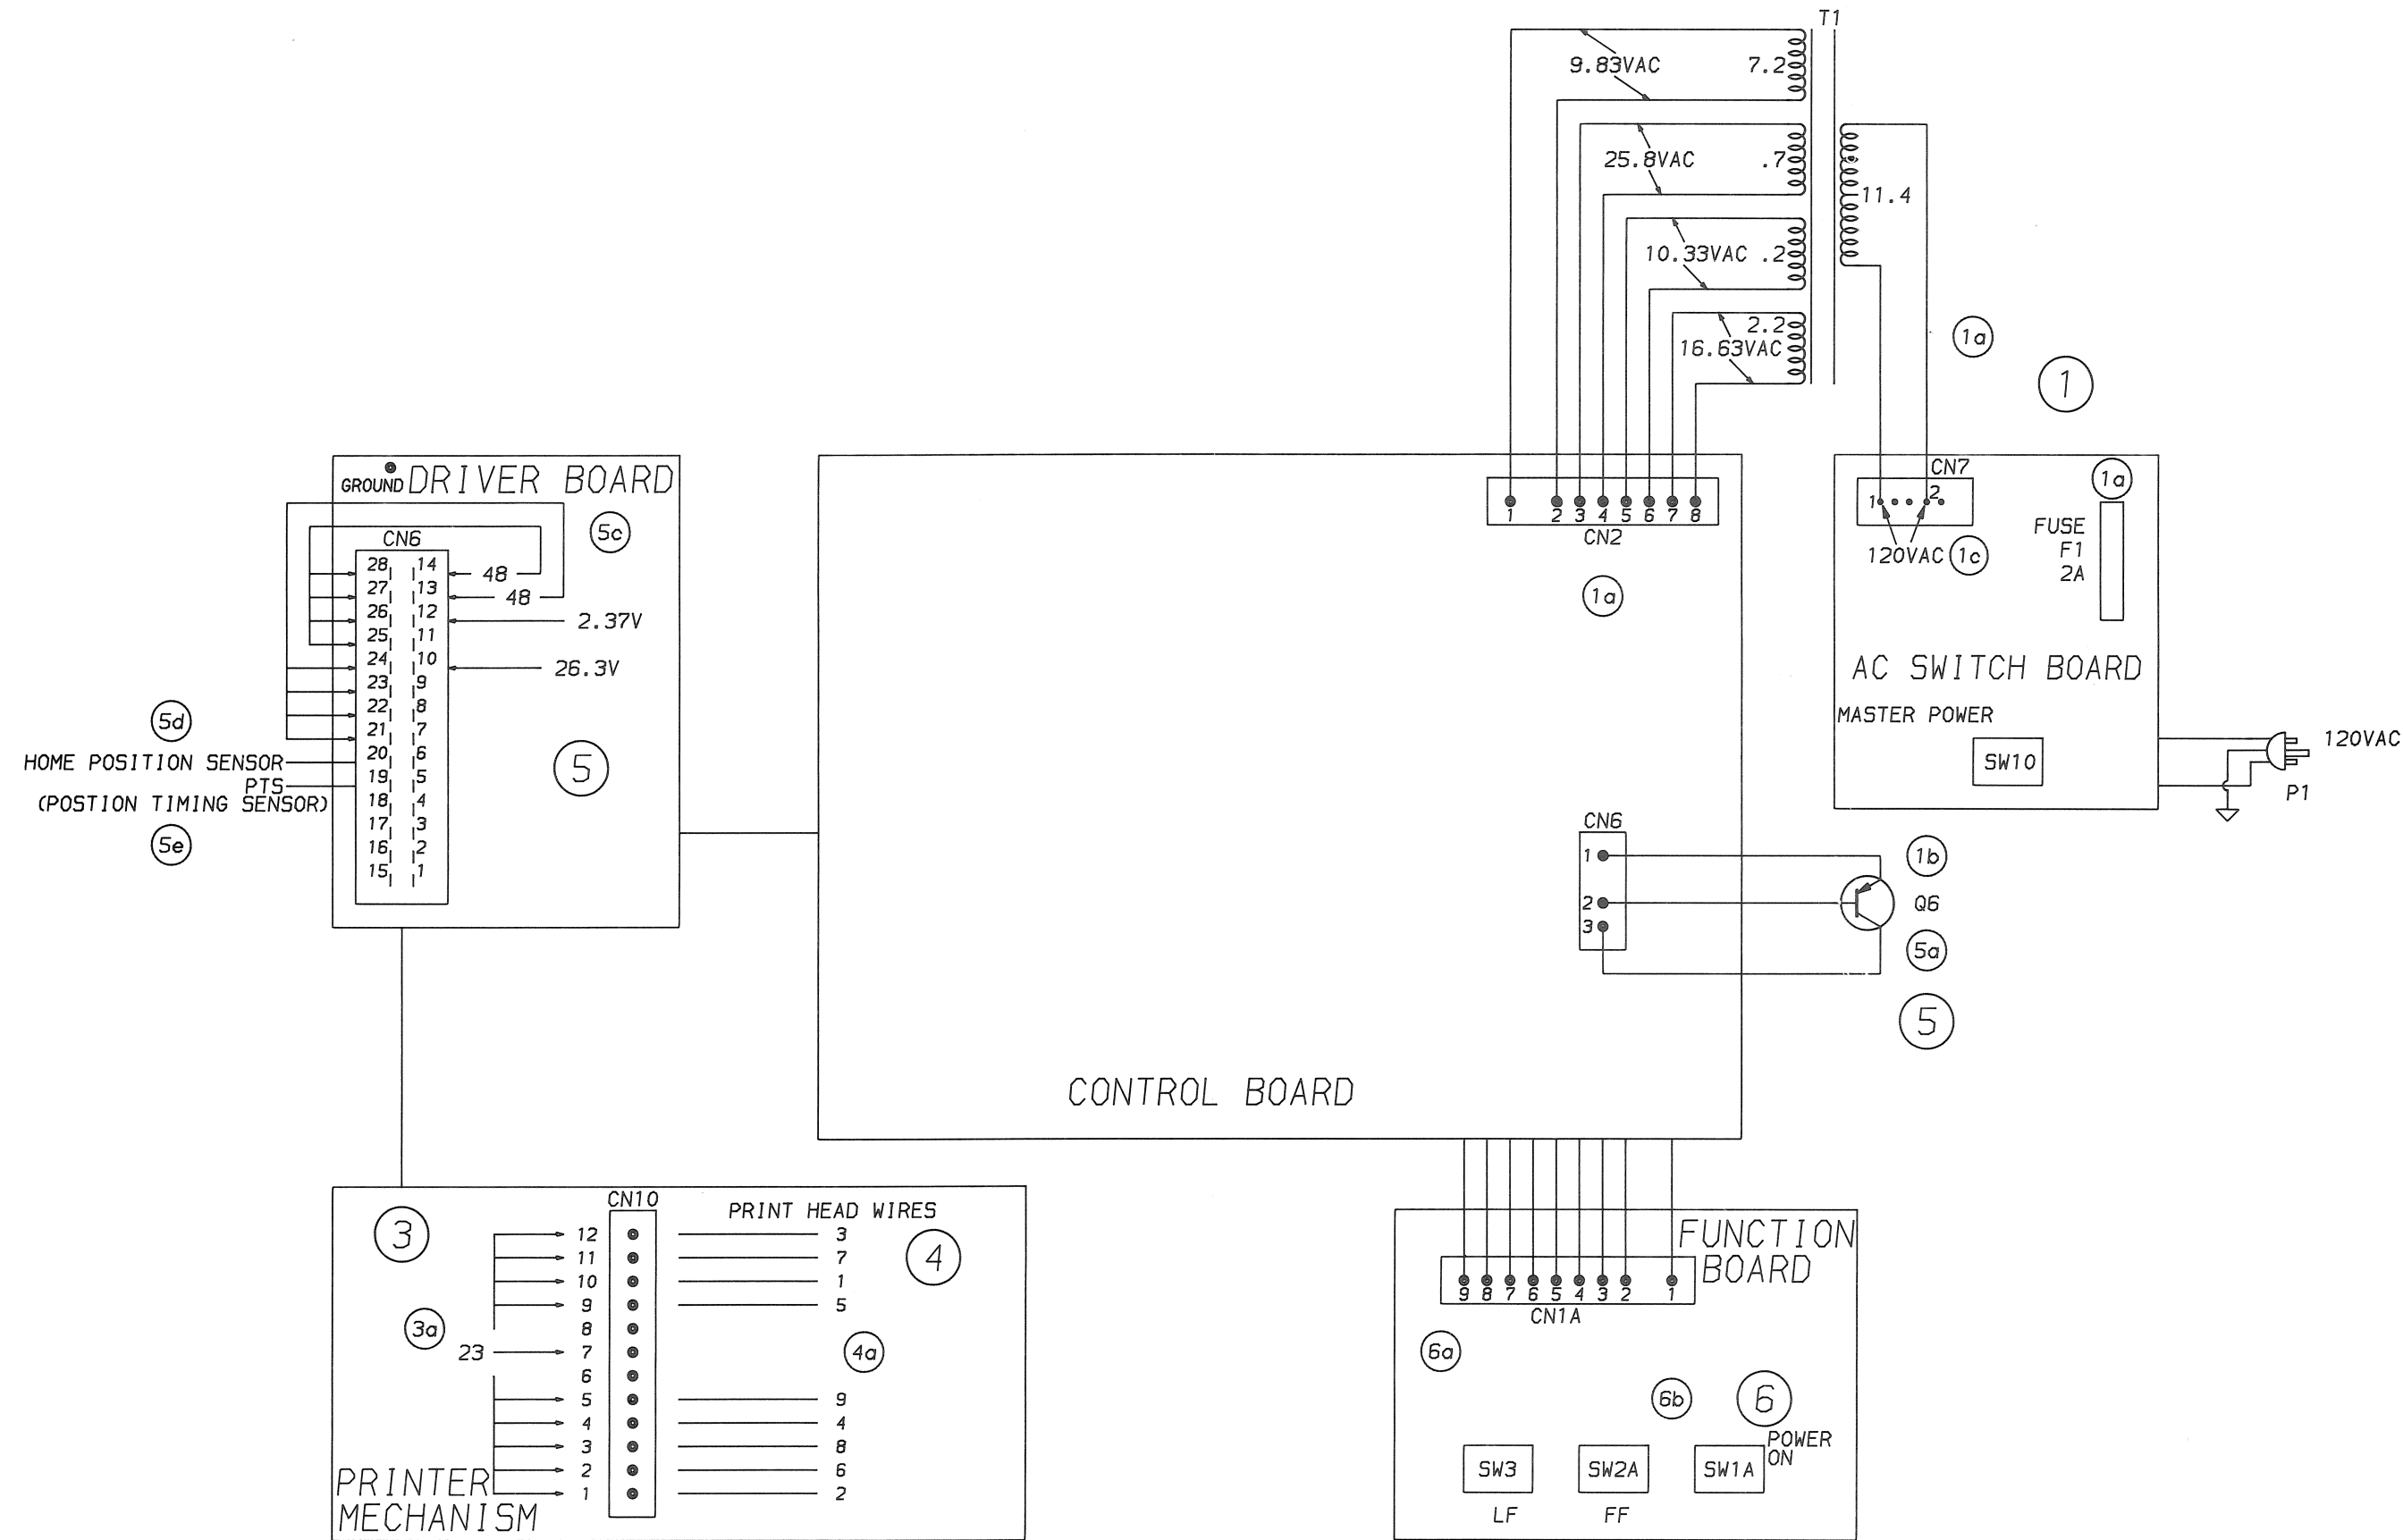 T1
9.83VAC 7.2
25.8VAC .7
11.4
10.33VAC .2
2.2
16.63VAC
1a
1
GROUND DRIVER BOARD
5c
CN6
28 14 48
27 13 48
26 12 2.37V
25 11
24 10 26.3V
23 9
22 8
21 7
20 6
19 5
18 4
17 3
16 2
15 1
5d
HOME POSITION SENSOR
PTS
(POSTION TIMING SENSOR)
5e
5
1 2 3 4 5 6 7 8
CN2
1a
CN7
1 2
120VAC 1c
1a
FUSE
F1
2A
AC SWITCH BOARD
MASTER POWER
SW10
120VAC
P1
CN6
1
2
3
1b
Q6
5a
5
CONTROL BOARD
CN10
PRINT HEAD WIRES
3
4
12 3
11 7
10 1
9 5
8
3a
23 7
4a
6
5 9
4 4
3 8
2 6
1 2
PRINTER
MECHANISM
FUNCTION
BOARD
9 8 7 6 5 4 3 2 1
CN1A
6a
6b
6
POWER
ON
SW3 SW2A SW1A
LF FF